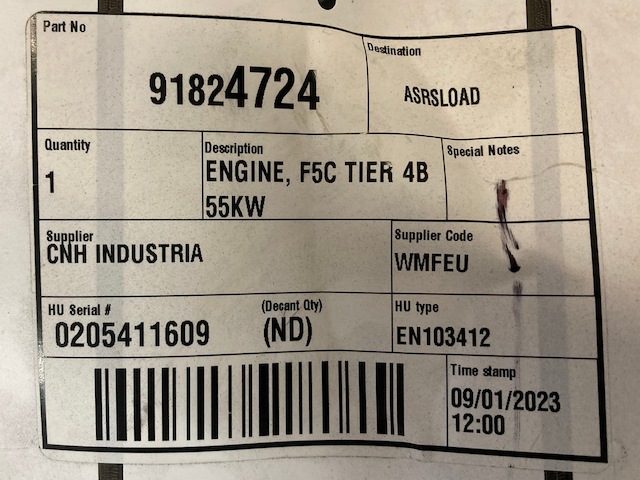 Part No
91824724
Destination
ASRSLOAD
Quantity
1
Description
ENGINE, F5C TIER 4B
55KW
Special Notes
Supplier
CNH INDUSTRIA
Supplier Code
WMFEU
HU Serial #
0205411609
(Decant Qty)
(ND)
HU type
EN103412
Time stamp
09/01/2023
12:00